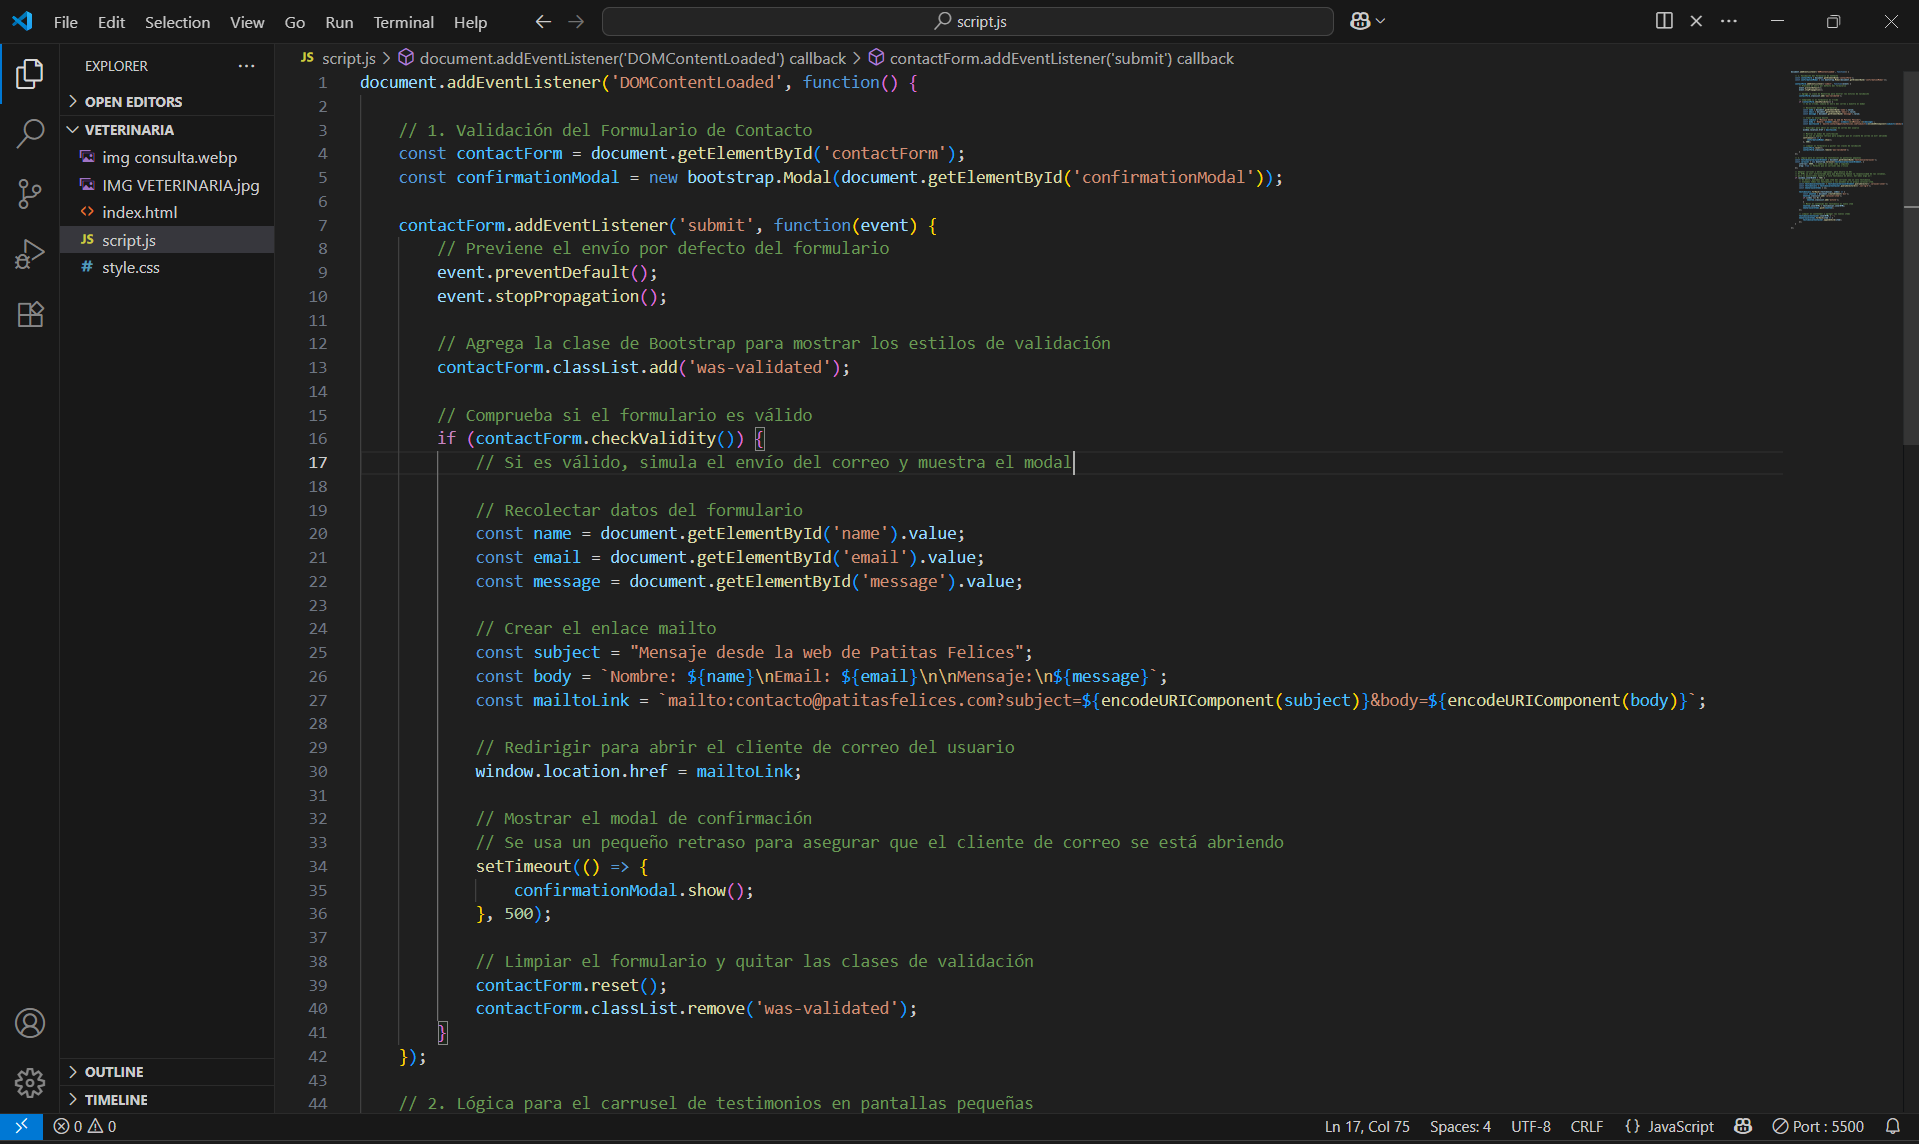 File Edit Selection View Go Run Terminal Help
script.js
EXPLORER
OPEN EDITORS
VETERINARIA
img consulta.webp
IMG VETERINARIA.jpg
index.html
JS script.js
# style.css
OUTLINE
TIMELINE
JS script.js > document.addEventListener('DOMContentLoaded') callback > contactForm.addEventListener('submit') callback
1 document.addEventListener('DOMContentLoaded', function() {
2
3 // 1. Validación del Formulario de Contacto
4 const contactForm = document.getElementById('contactForm');
5 const confirmationModal = new bootstrap.Modal(document.getElementById('confirmationModal'));
6
7 contactForm.addEventListener('submit', function(event) {
8 // Previene el envío por defecto del formulario
9 event.preventDefault();
10 event.stopPropagation();
11
12 // Agrega la clase de Bootstrap para mostrar los estilos de validación
13 contactForm.classList.add('was-validated');
14
15 // Comprueba si el formulario es válido
16 if (contactForm.checkValidity()) {
17 // Si es válido, simula el envío del correo y muestra el modal
18
19 // Recolectar datos del formulario
20 const name = document.getElementById('name').value;
21 const email = document.getElementById('email').value;
22 const message = document.getElementById('message').value;
23
24 // Crear el enlace mailto
25 const subject = "Mensaje desde la web de Patitas Felices";
26 const body = `Nombre: ${name}\nEmail: ${email}\n\nMensaje:\n${message}`;
27 const mailtoLink = `mailto:contacto@patitasfelices.com?subject=${encodeURIComponent(subject)}&body=${encodeURIComponent(body)}`;
28
29 // Redirigir para abrir el cliente de correo del usuario
30 window.location.href = mailtoLink;
31
32 // Mostrar el modal de confirmación
33 // Se usa un pequeño retraso para asegurar que el cliente de correo se está abriendo
34 setTimeout(() => {
35 confirmationModal.show();
36 }, 500);
37
38 // Limpiar el formulario y quitar las clases de validación
39 contactForm.reset();
40 contactForm.classList.remove('was-validated');
41 }
42 });
43
44 // 2. Lógica para el carrusel de testimonios en pantallas pequeñas
0 0 Ln 17, Col 75 Spaces: 4 UTF-8 CRLF {} JavaScript Port : 5500